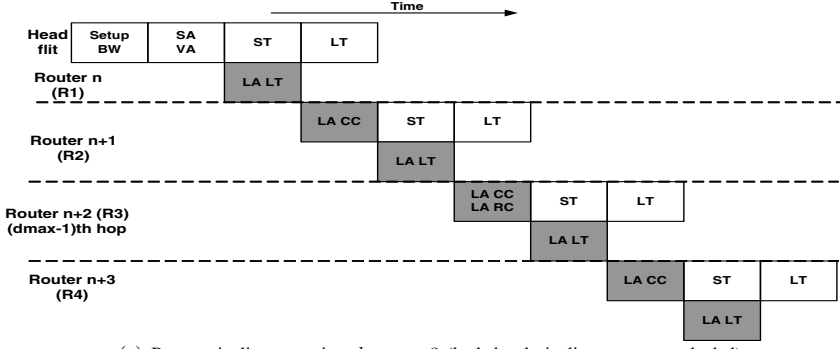 Time
Head
flit
Setup
BW
SA
VA
ST
LT
Router n
(R1)
LA LT
LA CC
ST
LT
Router n+1
(R2)
LA LT
LA CC
LA RC
ST
LT
Router n+2 (R3)
(dmax-1)th hop
LA LT
LA CC
ST
LT
Router n+3
(R4)
LA LT